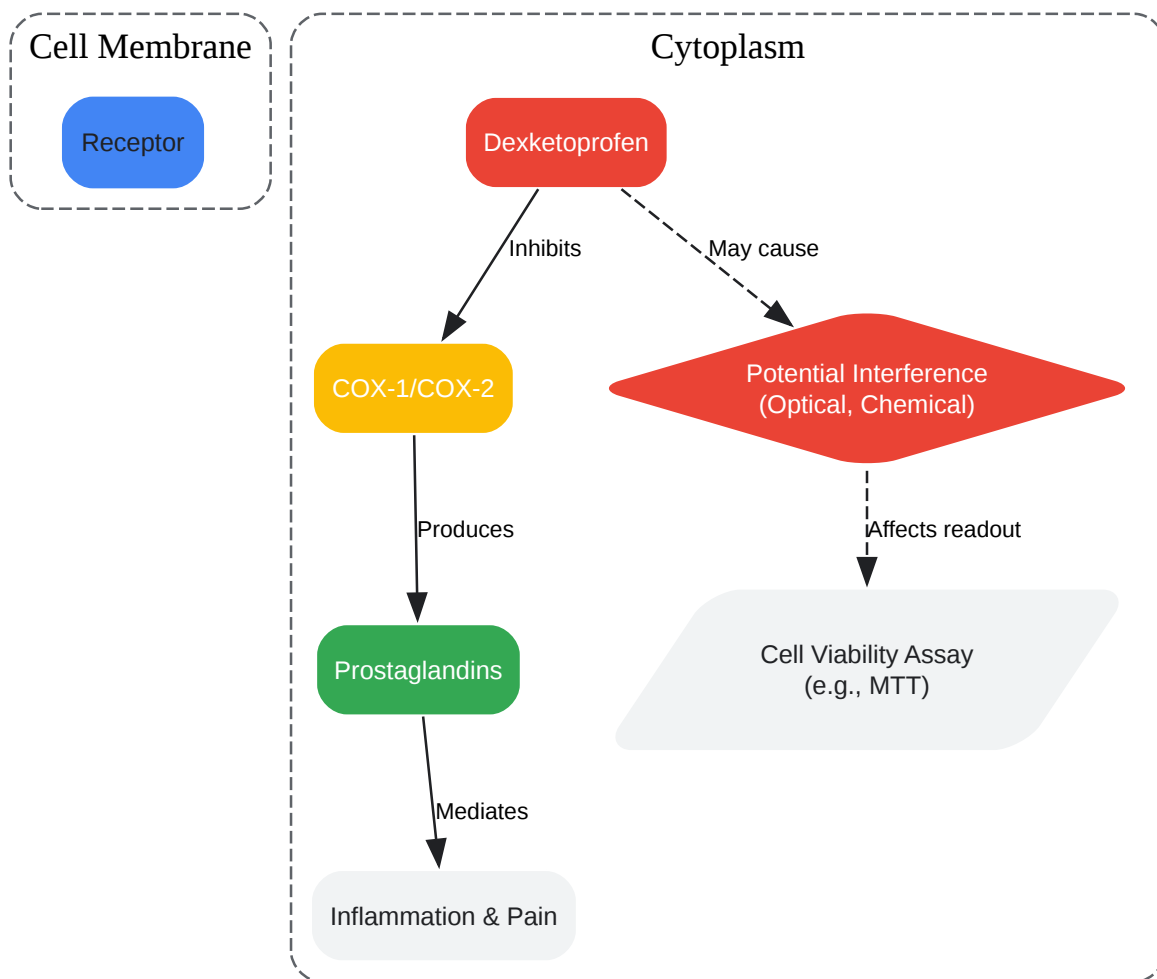 Cell Membrane
Receptor
Cytoplasm
Dexketoprofen
Inhibits
May cause
COX-1/COX-2
Potential Interference
(Optical, Chemical)
Produces
Affects readout
Prostaglandins
Cell Viability Assay
(e.g., MTT)
Mediates
Inflammation & Pain